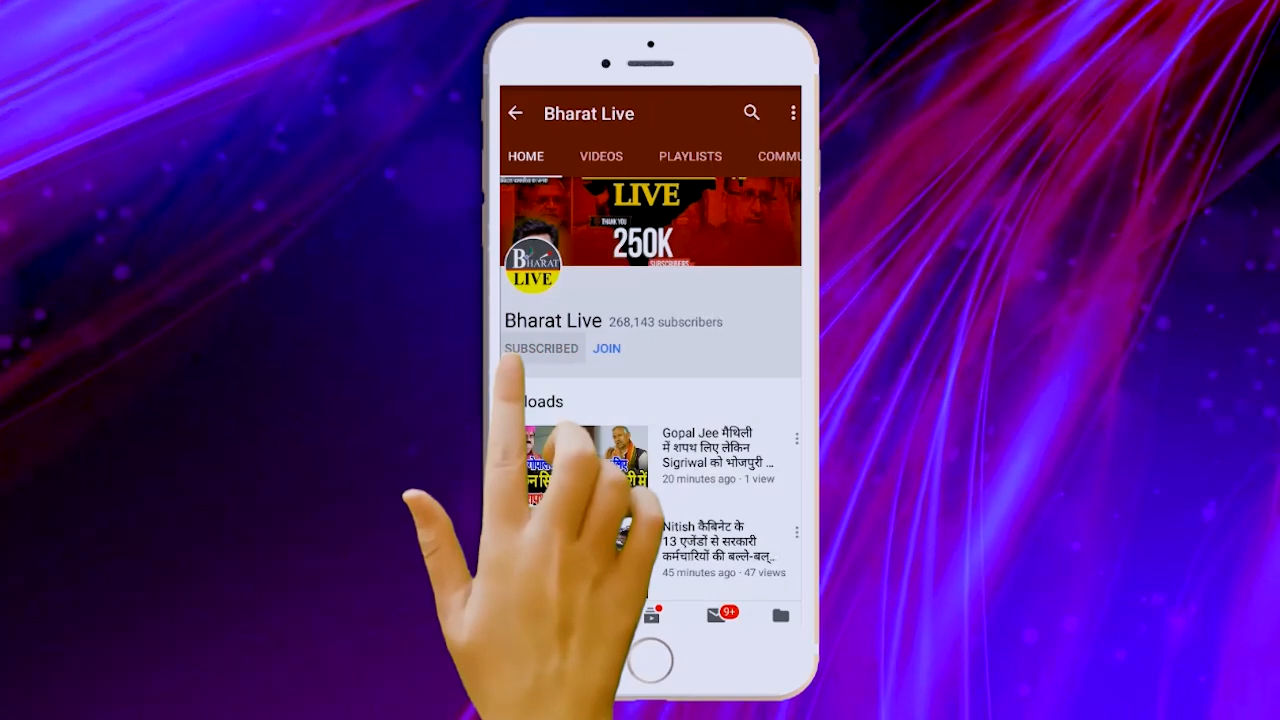 Bharat Live
HOME VIDEOS PLAYLISTS COMMU
LIVE
THANK YOU
250K
SUBSCRIBERS
BHARAT
LIVE
Bharat Live 268,143 subscribers
SUBSCRIBED JOIN
loads
Gopal Jee मैथिली
में शपथ लिए लेकिन
Sigriwal को भोजपुरी ...
20 minutes ago · 1 view
Nitish कैबिनेट के
13 एजेंडों से सरकारी
कर्मचारियों की बल्ले-बल्..
45 minutes ago · 47 views
9+